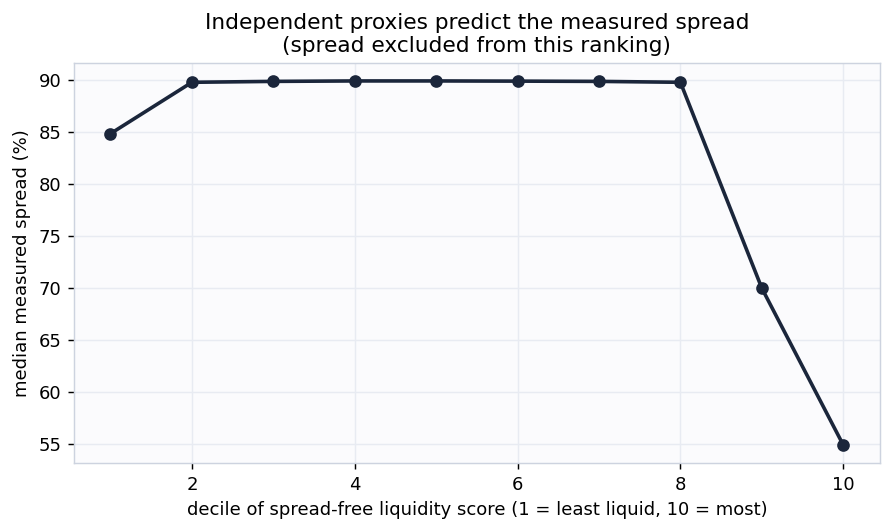 Independent proxies predict the measured spread
(spread excluded from this ranking)
median measured spread (%)
90
85
80
75
70
65
60
55
2 4 6 8 10
decile of spread-free liquidity score (1 = least liquid, 10 = most)